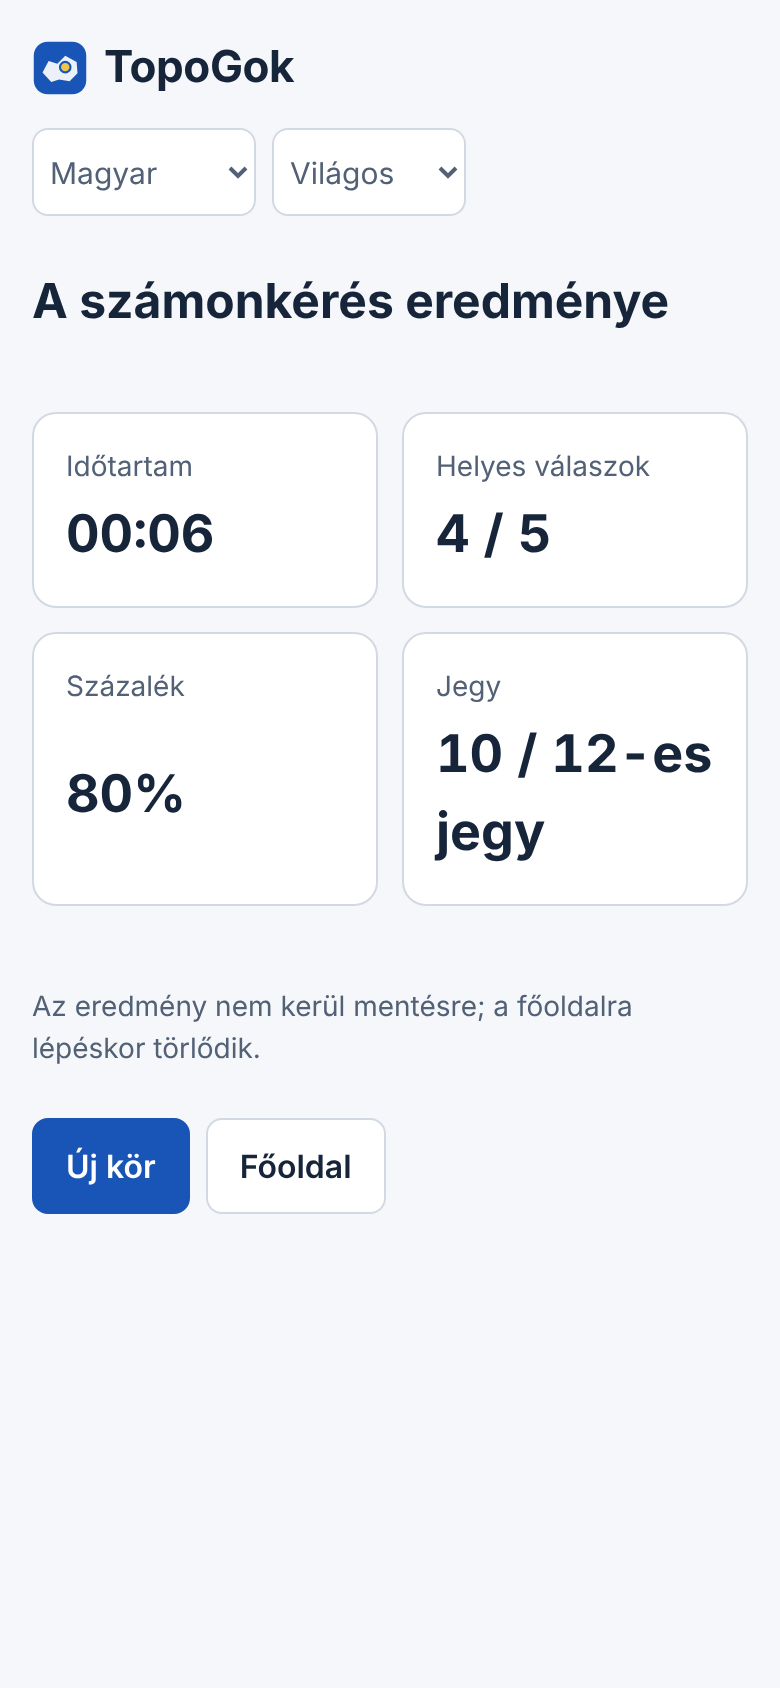 TopoGok
Magyar
Világos
A számonkérés eredménye
Időtartam
00:06
Helyes válaszok
4 / 5
Százalék
80%
Jegy
10 / 12-es
jegy
Az eredmény nem kerül mentésre; a főoldalra
lépéskor törlődik.
Új kör
Főoldal